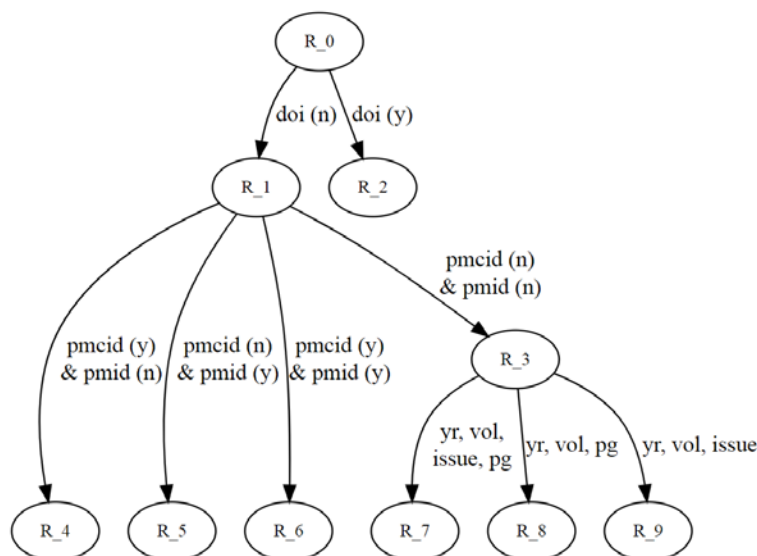 R_0
doi (n)
doi (y)
R_1
R_2
pmcid (n)
& pmid (n)
pmcid (y)
& pmid (n)
pmcid (n)
& pmid (y)
pmcid (y)
& pmid (y)
R_3
yr, vol,
issue, pg
yr, vol, pg
yr, vol, issue
R_4
R_5
R_6
R_7
R_8
R_9